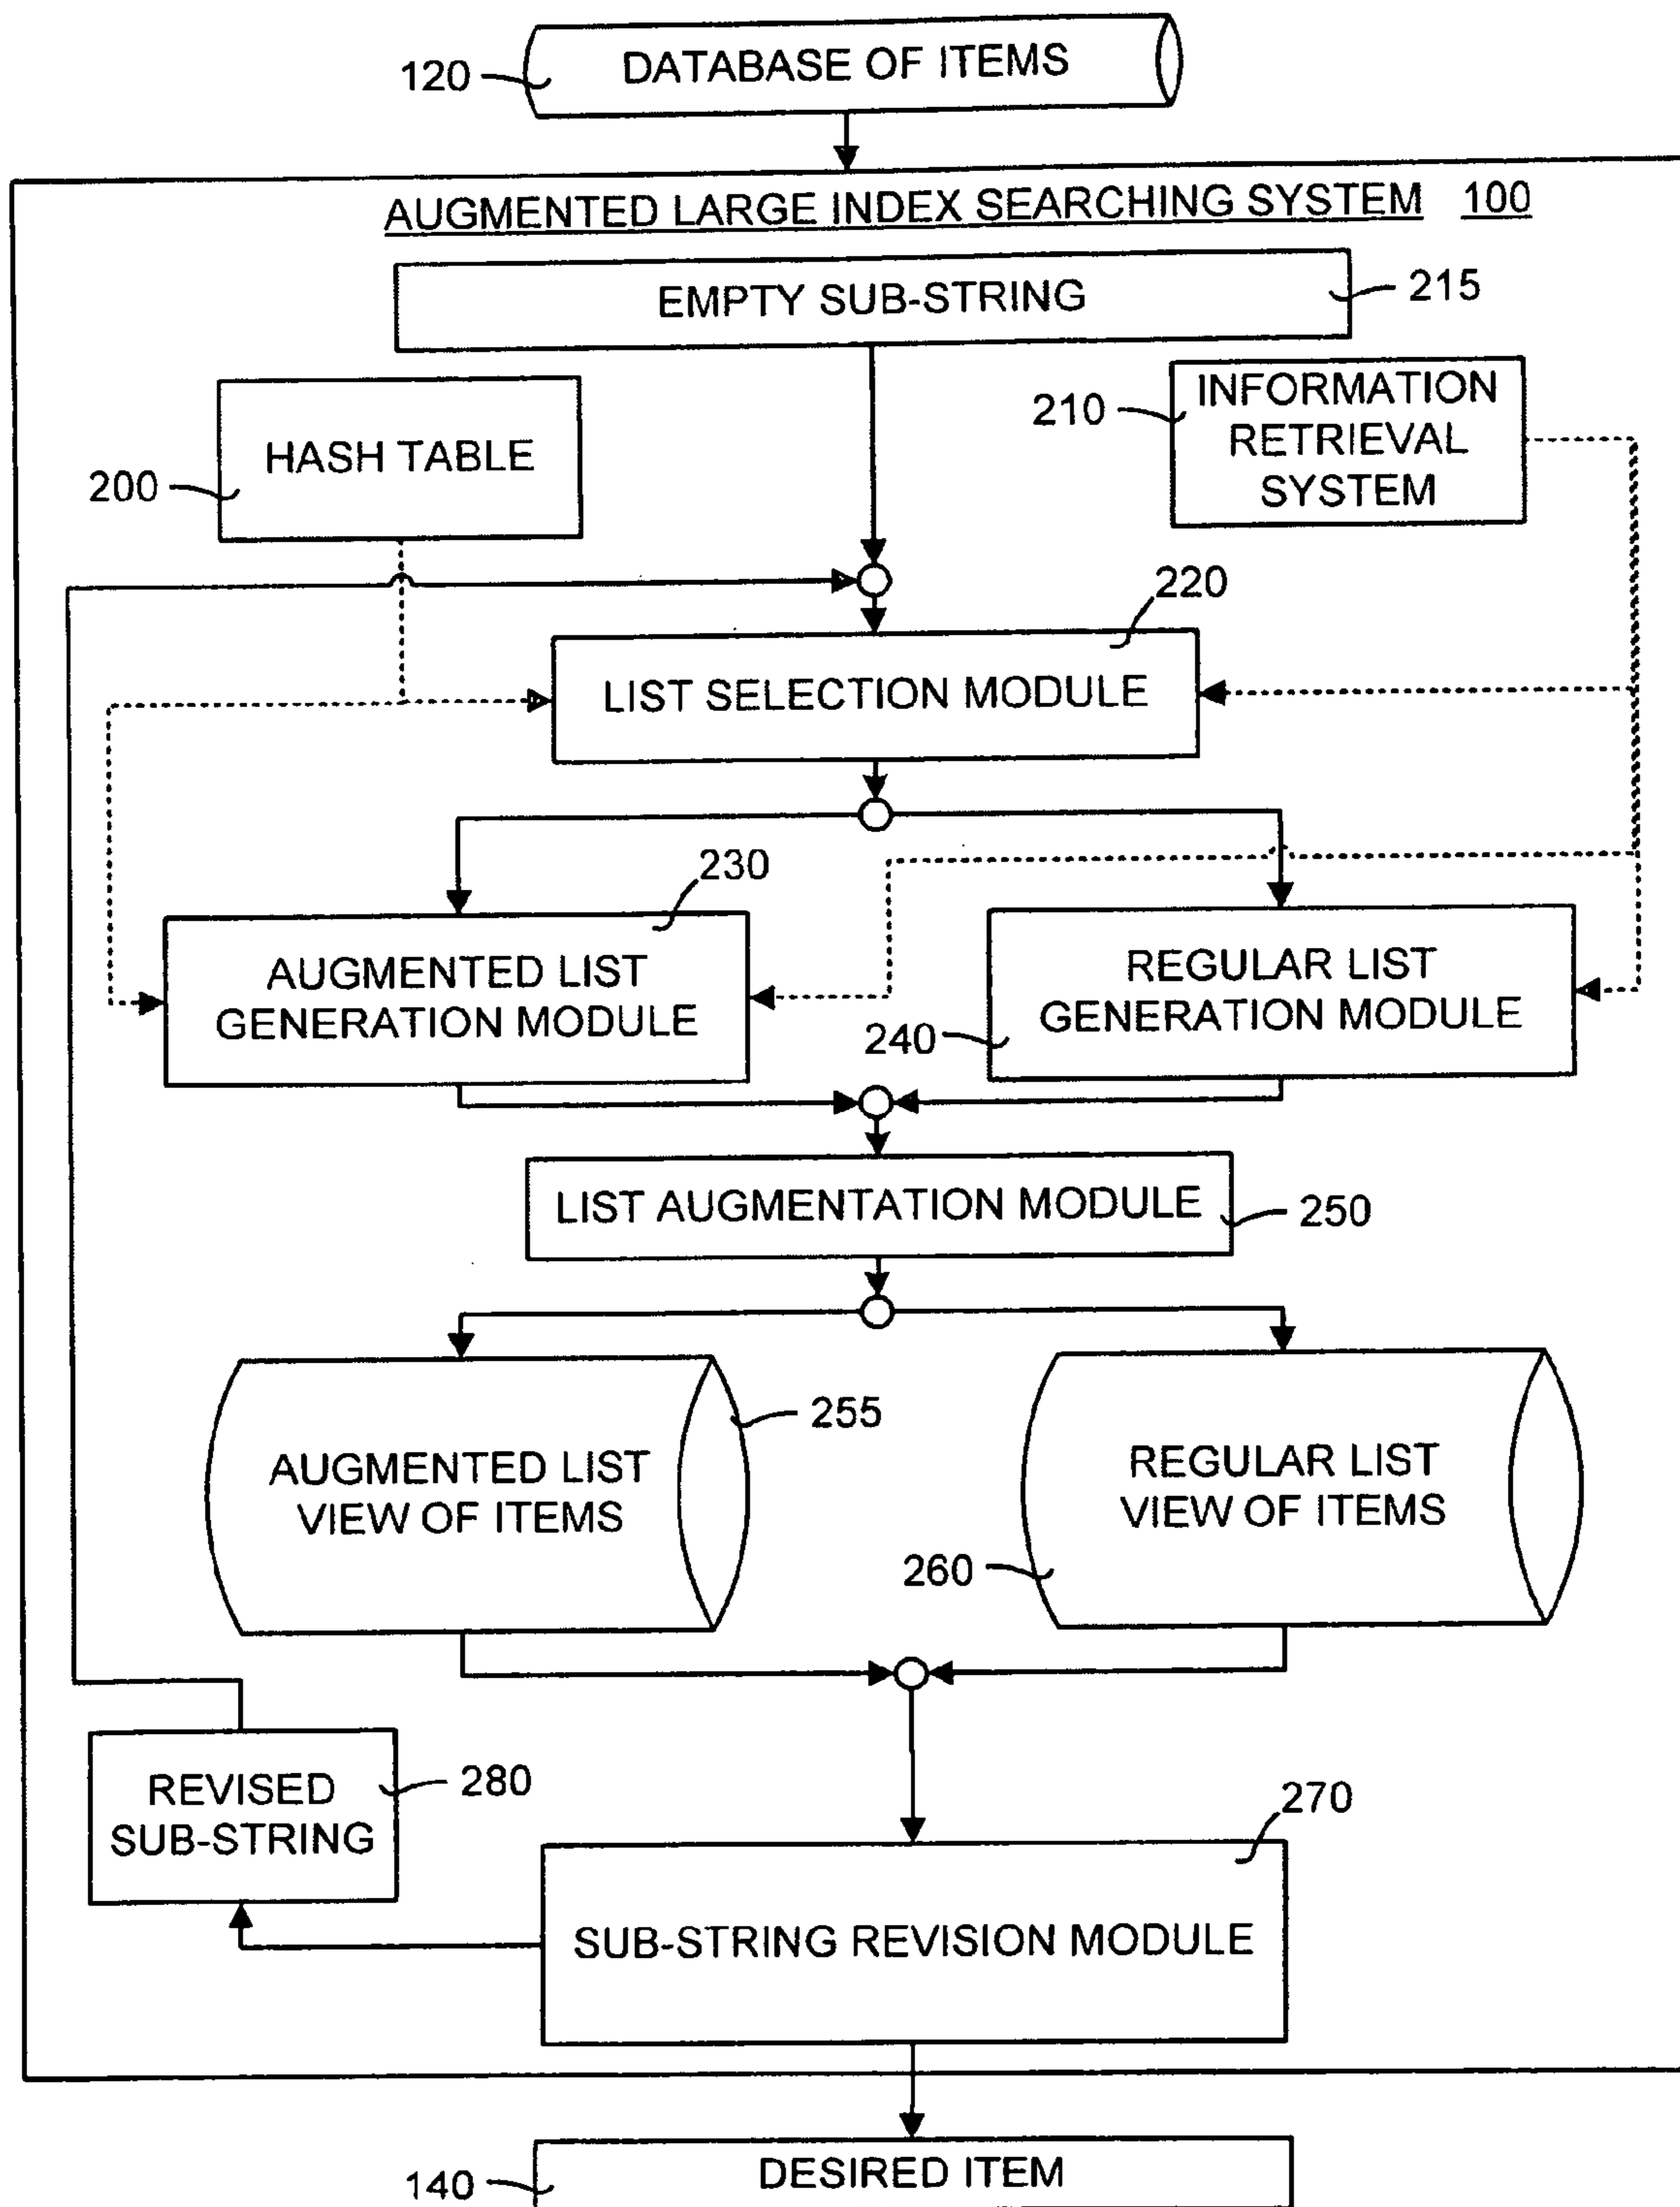 120
DATABASE OF ITEMS
AUGMENTED LARGE INDEX SEARCHING SYSTEM 100
EMPTY SUB-STRING
215
HASH TABLE
200
210
INFORMATION
RETRIEVAL
SYSTEM
220
LIST SELECTION MODULE
230
AUGMENTED LIST
GENERATION MODULE
REGULAR LIST
GENERATION MODULE
240
LIST AUGMENTATION MODULE
250
255
AUGMENTED LIST
VIEW OF ITEMS
REGULAR LIST
VIEW OF ITEMS
260
REVISED
SUB-STRING
280
270
SUB-STRING REVISION MODULE
140
DESIRED ITEM